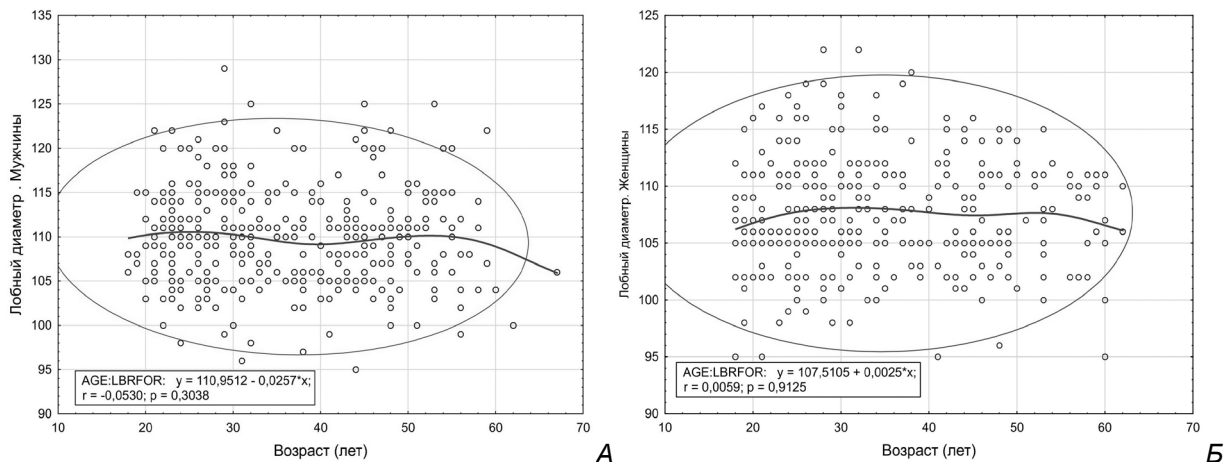 Лобный диаметр . Мужчины
135
130
125
120
115
110
105
100
95
90
AGE:LBRFOR: y = 110,9512 - 0,0257*x;
r = -0,0530; p = 0,3038
10 20 30 40 50 60 70
Возраст (лет)
А
Лобный диаметр. Женщины
125
120
115
110
105
100
95
90
AGE:LBRFOR: y = 107,5105 + 0,0025*x;
r = 0,0059; p = 0,9125
10 20 30 40 50 60 70
Возраст (лет)
Б